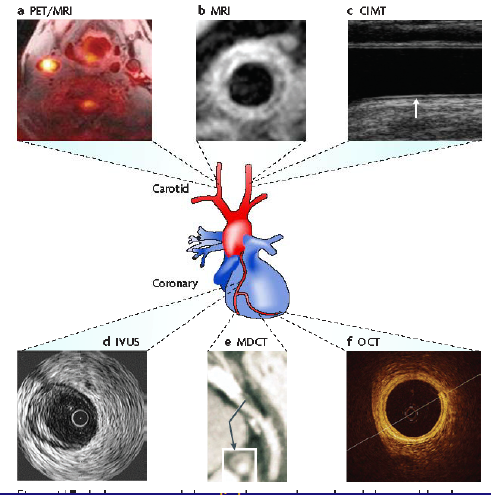 a PET/MRI
b MRI
c CIMT
Carotid
Coronary
d IVUS
e MDCT
f OCT